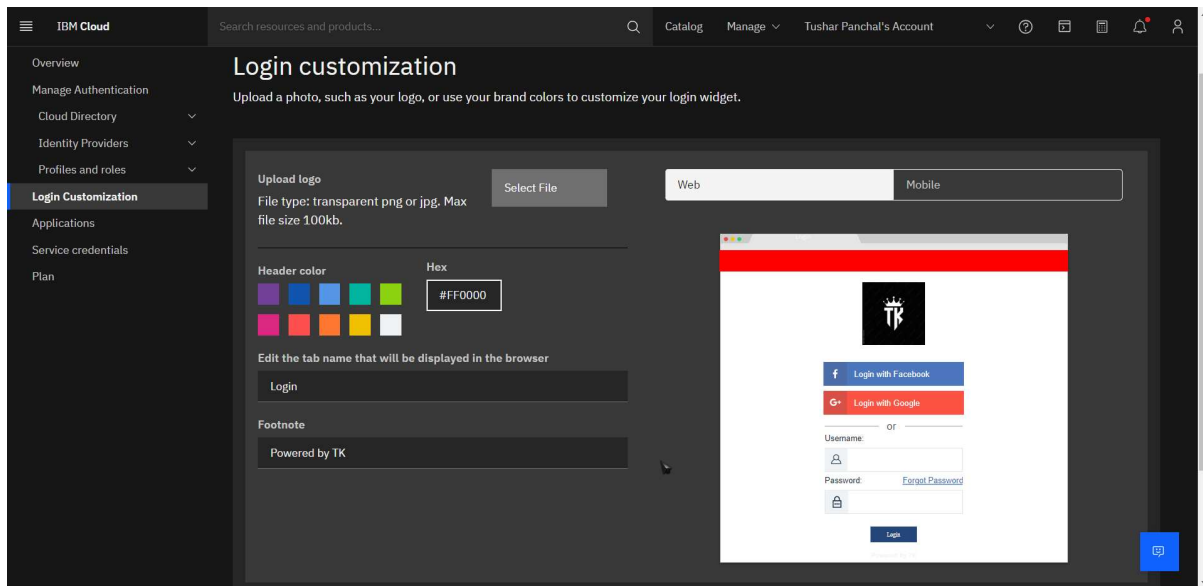 IBM Cloud
Search resources and products...
Catalog
Manage
Tushar Panchal's Account
Overview
Manage Authentication
Cloud Directory
Identity Providers
Profiles and roles
Login Customization
Applications
Service credentials
Plan
Login customization
Upload a photo, such as your logo, or use your brand colors to customize your login widget.
Upload logo
File type: transparent png or jpg. Max
file size 100kb.
Select File
Header color
Hex
#FF0000
Edit the tab name that will be displayed in the browser
Login
Footnote
Powered by TK
Web
Mobile
TK
f Login with Facebook
G+ Login with Google
or
Username:
Password: Forgot Password
Login
Powered by TK